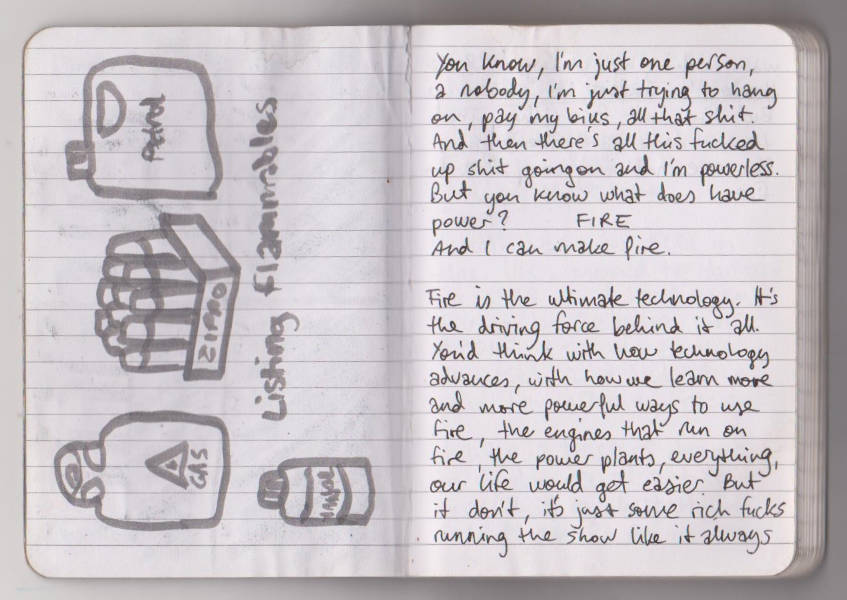 Petrol
ZIPPO
GAS
Listing flammables
You know, I'm just one person,
a nobody, I'm just trying to hang
on, pay my bills, all that shit.
And then there's all this fucked
up shit going on and I'm powerless.
But you know what does have
power? FIRE
And I can make fire.
Fire is the ultimate technology. It's
the driving force behind it all.
You'd think with how technology
advances, with how we learn more
and more powerful ways to use
fire, the engines that run on
fire, the power plants, everything,
our life would get easier. But
it don't, it's just some rich fucks
running the show like it always